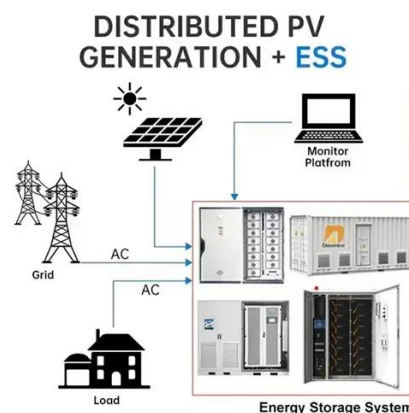 DISTRIBUTED PV
GENERATION + ESS
Monitor
Platfrom
AC
Grid
AC
Load
Energy Storage System